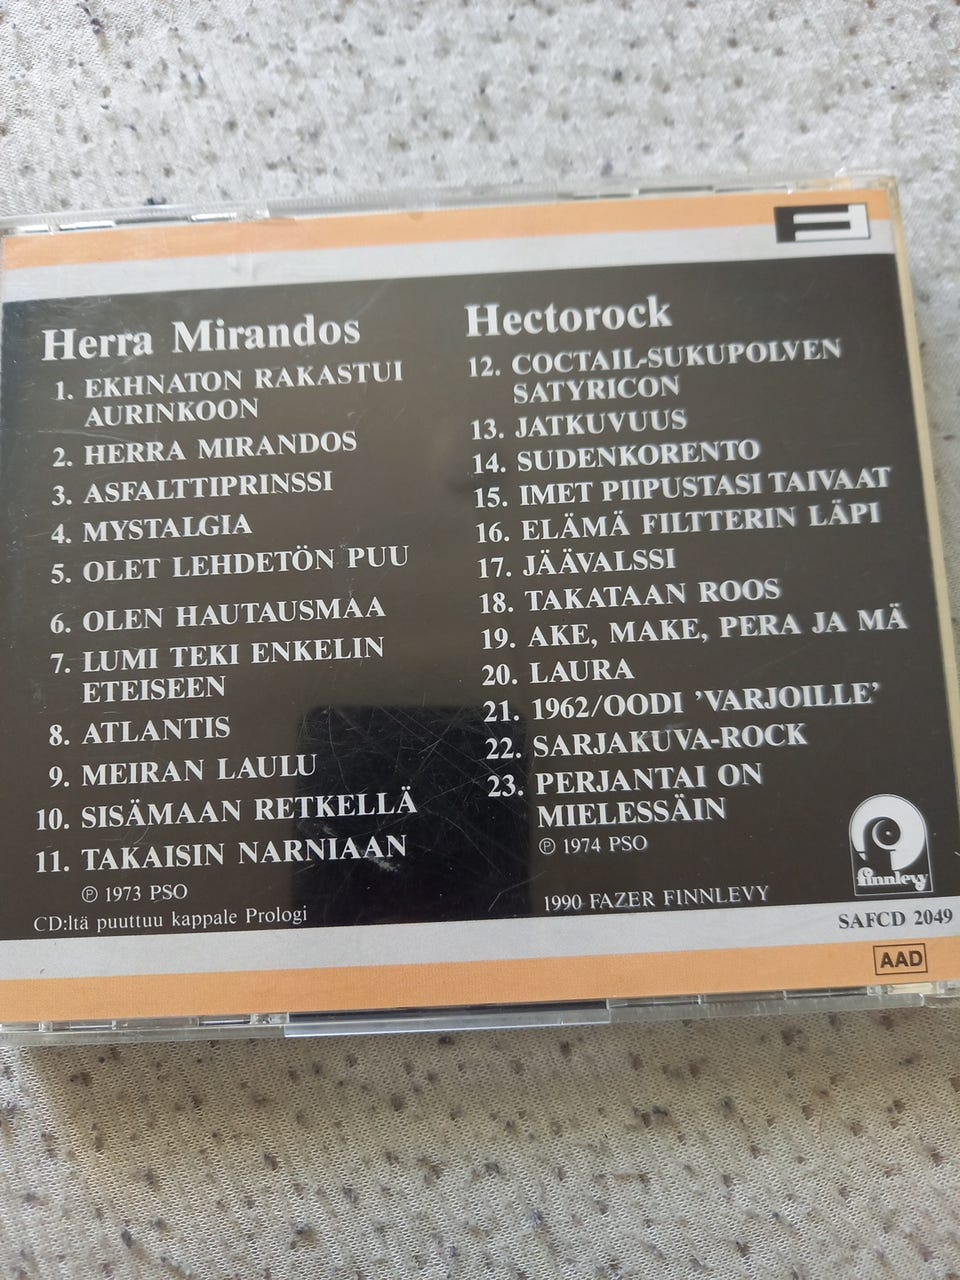 F
Herra Mirandos
1. EKHNATON RAKASTUI
AURINKOON
2. HERRA MIRANDOS
3. ASFALTTIPRINSSI
4. MYSTALGIA
5. OLET LEHDETÖN PUU
6. OLEN HAUTAUSMAA
7. LUMI TEKI ENKELIN
ETEISEEN
8. ATLANTIS
9. MEIRAN LAULU
10. SISÄMAAN RETKELLÄ
11. TAKAISIN NARNIAAN
℗ 1973 PSO
CD:ltä puuttuu kappale Prologi
Hectorock
12. COCTAIL-SUKUPOLVEN
SATYRICON
13. JATKUVUUS
14. SUDENKORENTO
15. IMET PIIPUSTASI TAIVAAT
16. ELÄMÄ FILTTERIN LÄPI
17. JÄÄVALSSI
18. TAKATAAN ROOS
19. AKE, MAKE, PERA JA MÄ
20. LAURA
21. 1962/OODI 'VARJOILLE'
22. SARJAKUVA-ROCK
23. PERJANTAI ON
MIELESSÄIN
℗ 1974 PSO
1990 FAZER FINNLEVY
finnlevy
SAFCD 2049
AAD